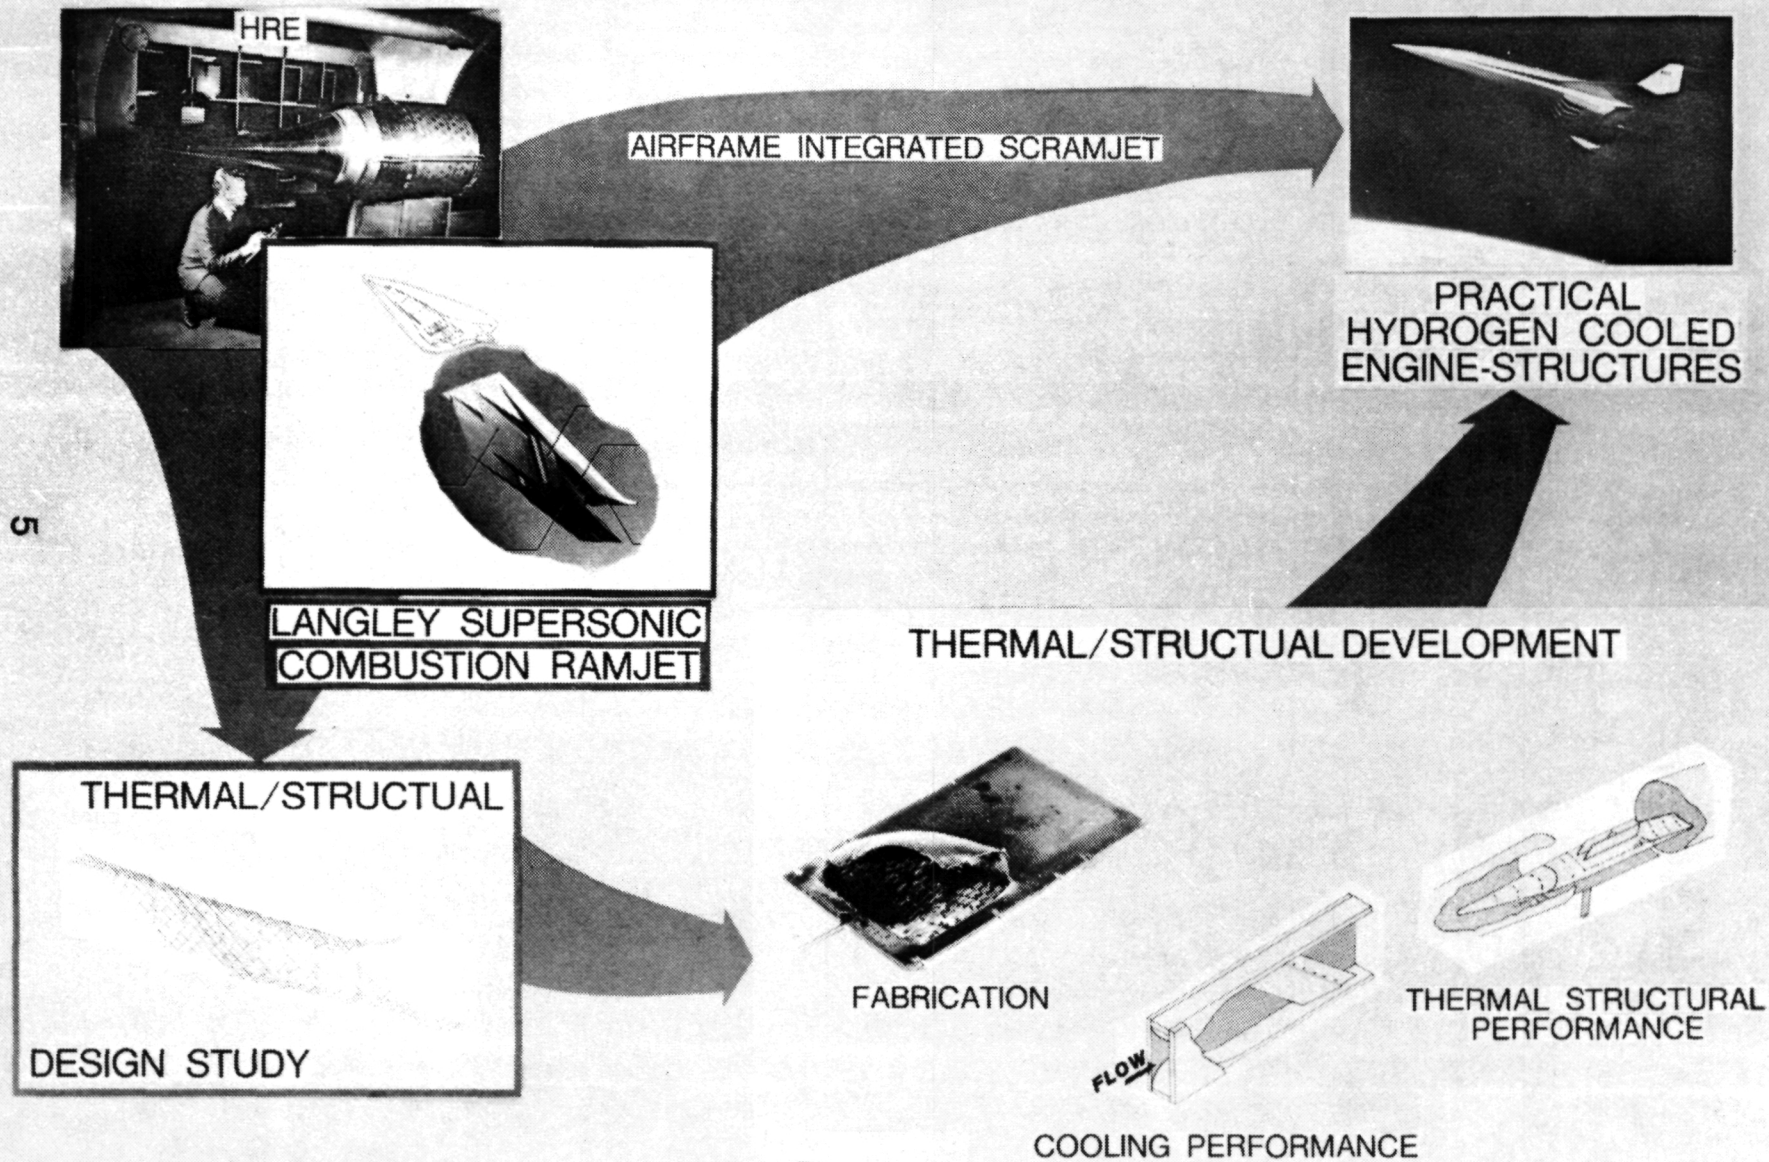 HRE
AIRFRAME INTEGRATED SCRAMJET
PRACTICAL
HYDROGEN COOLED
ENGINE-STRUCTURES
5
LANGLEY SUPERSONIC
COMBUSTION RAMJET
THERMAL/STRUCTUAL DEVELOPMENT
THERMAL/STRUCTUAL
DESIGN STUDY
FABRICATION
FLOW
COOLING PERFORMANCE
THERMAL STRUCTURAL
PERFORMANCE